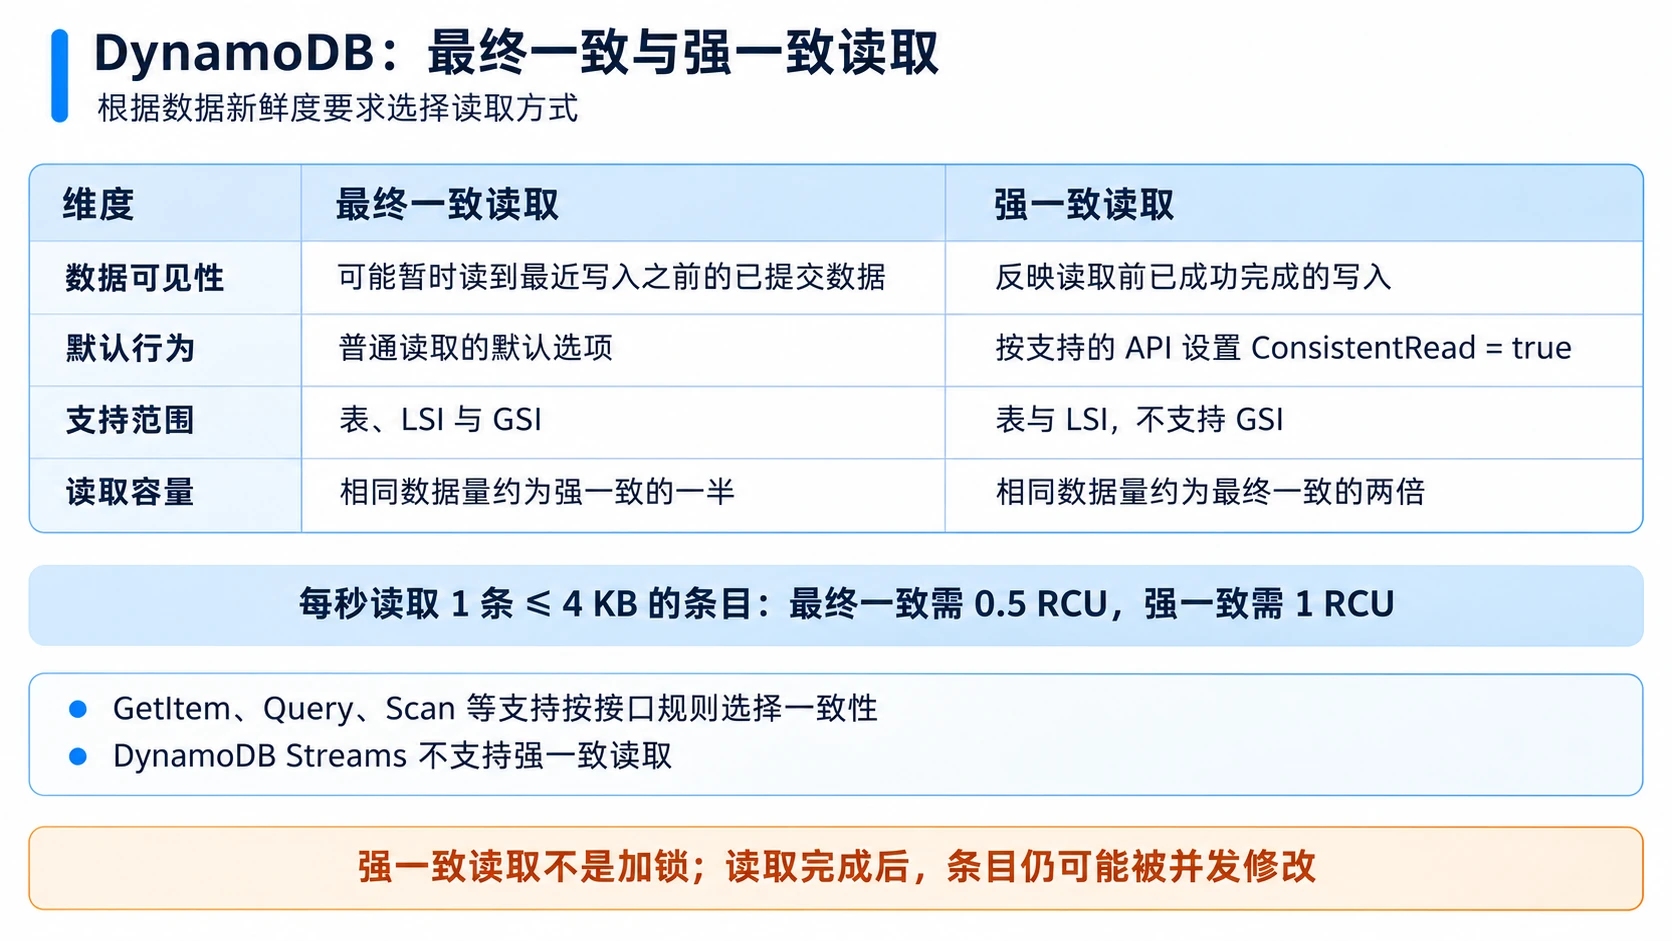 DynamoDB：最终一致与强一致读取
根据数据新鲜度要求选择读取方式
维度 最终一致读取 强一致读取
数据可见性 可能暂时读到最近写入之前的已提交数据 反映读取前已成功完成的写入
默认行为 普通读取的默认选项 按支持的 API 设置 ConsistentRead = true
支持范围 表、LSI 与 GSI 表与 LSI，不支持 GSI
读取容量 相同数据量约为强一致的一半 相同数据量约为最终一致的两倍
每秒读取 1 条 ≤ 4 KB 的条目：最终一致需 0.5 RCU，强一致需 1 RCU
GetItem、Query、Scan 等支持按接口规则选择一致性
DynamoDB Streams 不支持强一致读取
强一致读取不是加锁；读取完成后，条目仍可能被并发修改